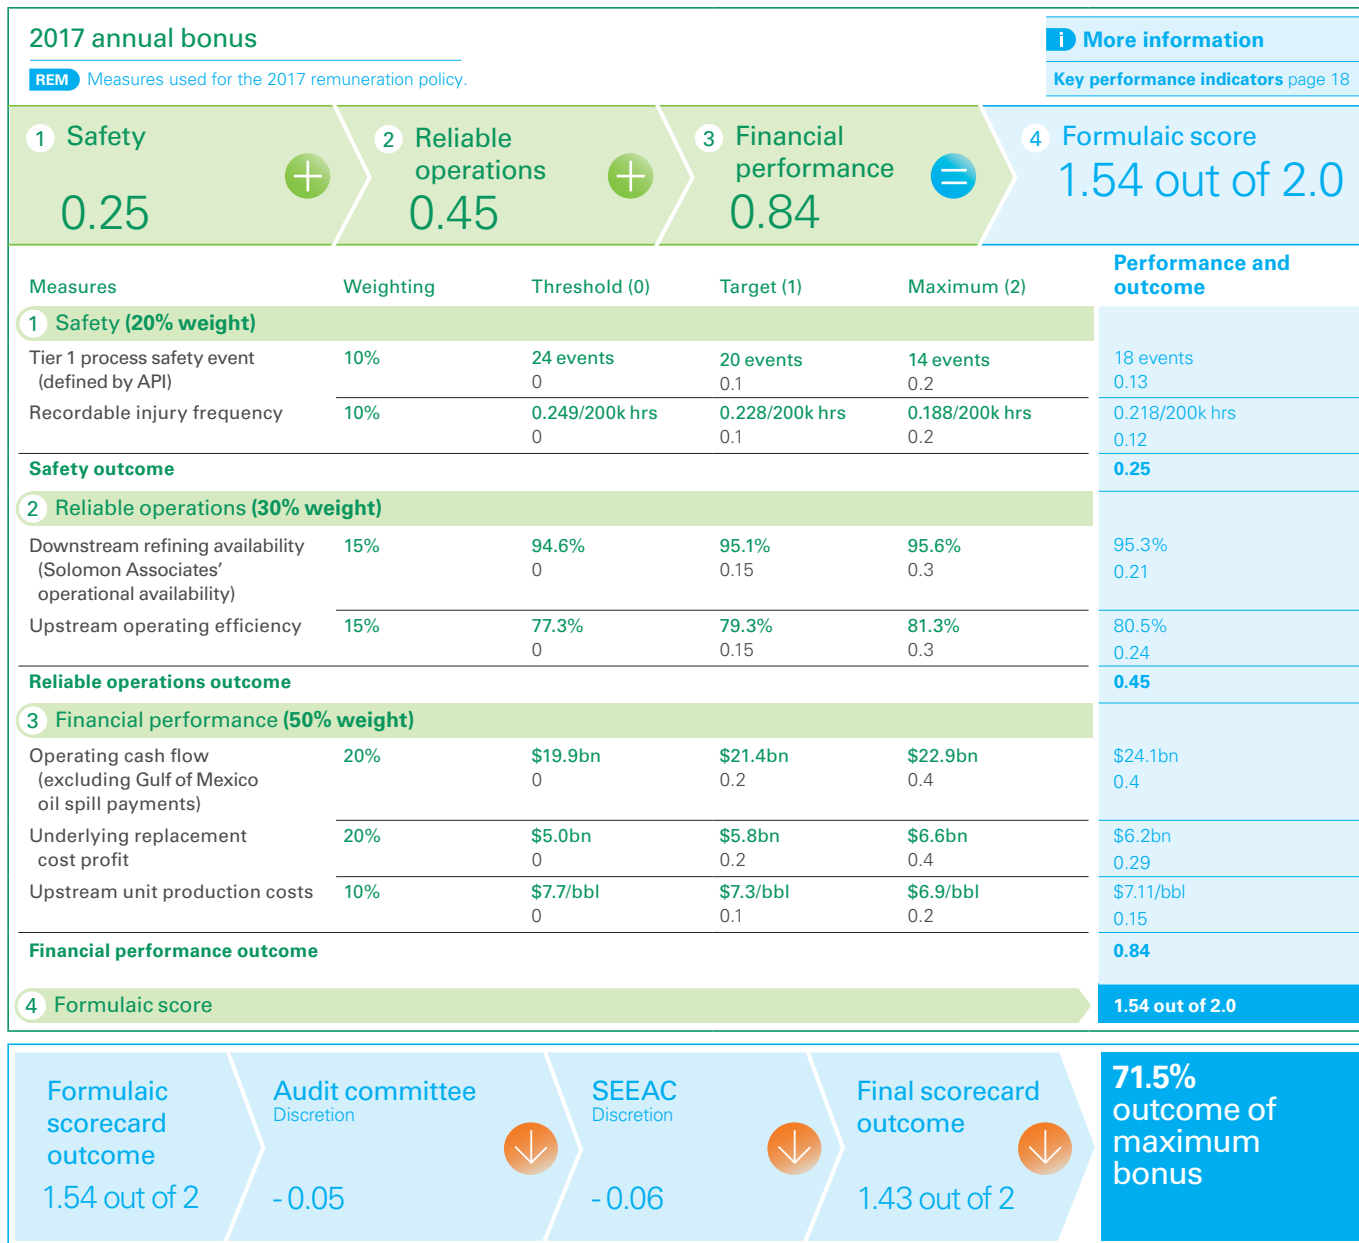 2017 annual bonus
REM Measures used for the 2017 remuneration policy.
i More information
Key performance indicators page 18
1 Safety
0.25
+
2 Reliable
operations
0.45
+
3 Financial
performance
0.84
=
4 Formulaic score
1.54 out of 2.0
Measures Weighting Threshold (0) Target (1) Maximum (2) Performance and
outcome
1 Safety (20% weight)
Tier 1 process safety event 10% 24 events 20 events 14 events 18 events
(defined by API) 0 0.1 0.2 0.13
Recordable injury frequency 10% 0.249/200k hrs 0.228/200k hrs 0.188/200k hrs 0.218/200k hrs
0 0.1 0.2 0.12
Safety outcome 0.25
2 Reliable operations (30% weight)
Downstream refining availability 15% 94.6% 95.1% 95.6% 95.3%
(Solomon Associates’ 0 0.15 0.3 0.21
operational availability)
Upstream operating efficiency 15% 77.3% 79.3% 81.3% 80.5%
0 0.15 0.3 0.24
Reliable operations outcome 0.45
3 Financial performance (50% weight)
Operating cash flow 20% $19.9bn $21.4bn $22.9bn $24.1bn
(excluding Gulf of Mexico 0 0.2 0.4 0.4
oil spill payments)
Underlying replacement 20% $5.0bn $5.8bn $6.6bn $6.2bn
cost profit 0 0.2 0.4 0.29
Upstream unit production costs 10% $7.7/bbl $7.3/bbl $6.9/bbl $7.11/bbl
0 0.1 0.2 0.15
Financial performance outcome 0.84
4 Formulaic score 1.54 out of 2.0
Formulaic
scorecard
outcome
1.54 out of 2
Audit committee
Discretion
- 0.05
SEEAC
Discretion
- 0.06
Final scorecard
outcome
1.43 out of 2
71.5%
outcome of
maximum
bonus